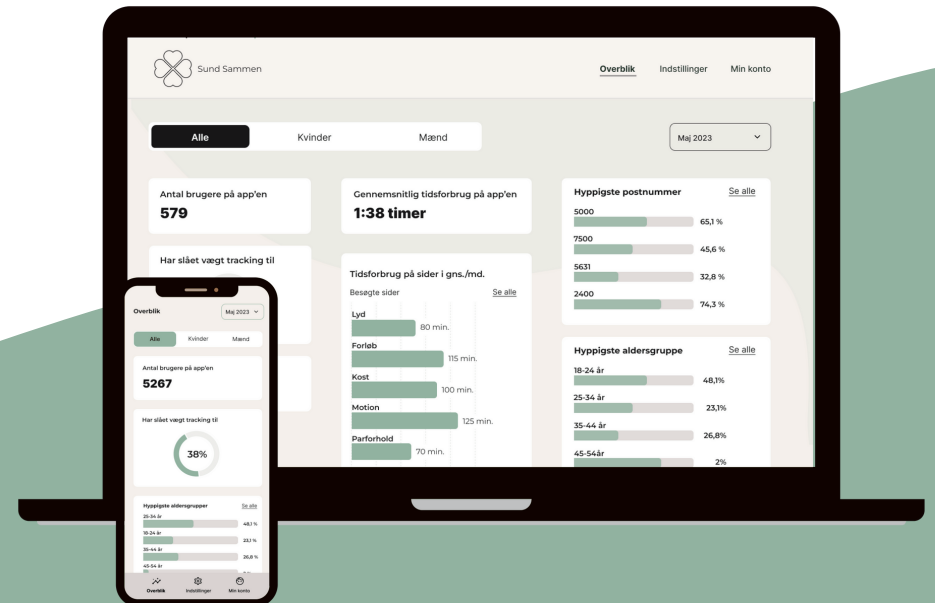 Sund Sammen
Overblik Indstillinger Min konto
Alle Kvinder Mænd
Maj 2023
Antal brugere på app'en
579
Har slået vægt tracking til
Gennemsnitlig tidsforbrug på app'en
1:38 timer
Tidsforbrug på sider i gns./md.
Besøgte sider Se alle
Lyd
80 min.
Forløb
115 min.
Kost
100 min.
Motion
125 min.
Parforhold
70 min.
Hyppigste postnummer Se alle
5000
65,1 %
7500
45,6 %
5631
32,8 %
2400
74,3 %
Hyppigste aldersgruppe Se alle
18-24 år
48,1%
25-34 år
23,1%
35-44 år
26,8%
45-54år
2%
Overblik Maj 2023
Alle Kvinder Mænd
Antal brugere på app'en
5267
Har slået vægt tracking til
38%
Hyppigste aldersgrupper Se alle
25-34 år
48,1 %
18-24 år
23,1 %
35-44 år
26,8 %
45-54 år
Overblik Indstillinger Min konto